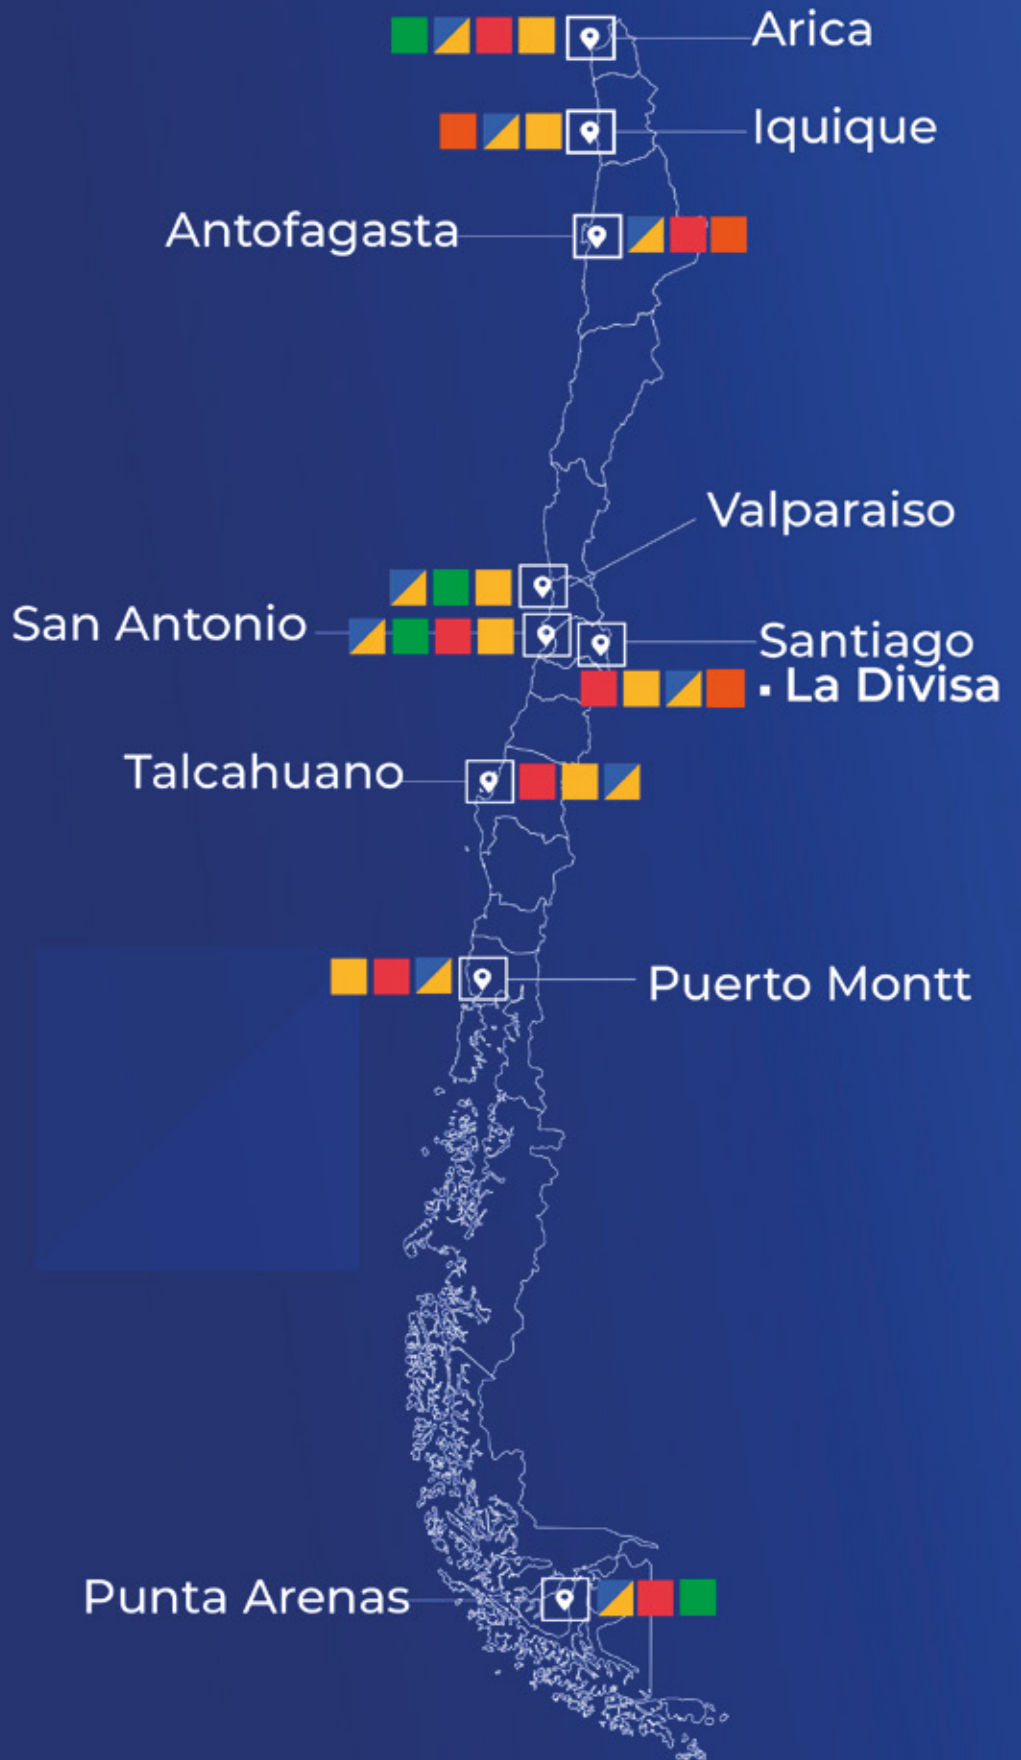 Arica
Iquique
Antofagasta
Valparaiso
San Antonio
Santiago
▪ La Divisa
Talcahuano
Puerto Montt
Punta Arenas